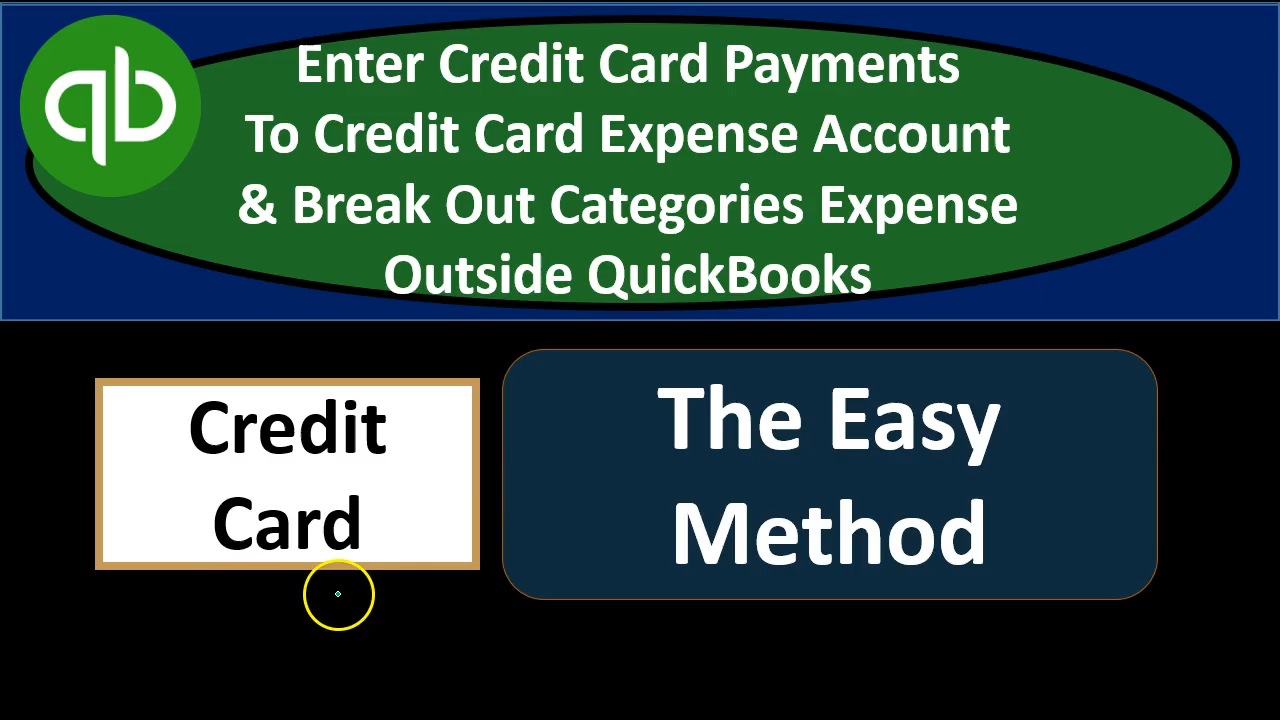 qb
Enter Credit Card Payments
To Credit Card Expense Account
& Break Out Categories Expense
Outside QuickBooks
Credit
Card
The Easy
Method